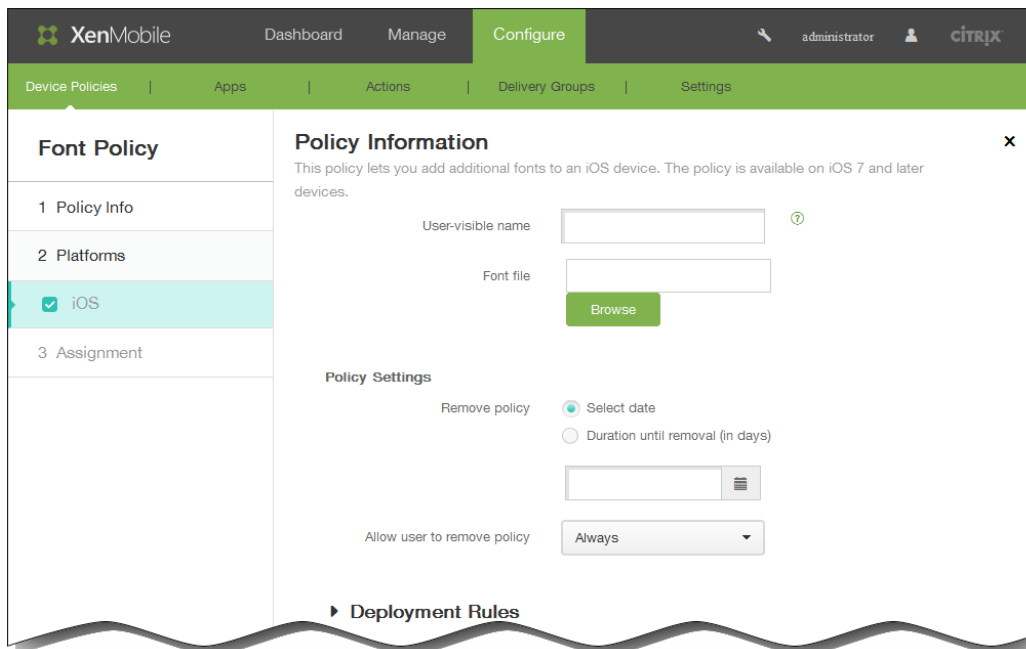 XenMobile Dashboard Manage Configure administrator CİTRIX
Device Policies | Apps | Actions | Delivery Groups | Settings
Font Policy
1 Policy Info
2 Platforms
iOS
3 Assignment
Policy Information
This policy lets you add additional fonts to an iOS device. The policy is available on iOS 7 and later
devices.
User-visible name ?
Font file
Browse
Policy Settings
Remove policy Select date
Duration until removal (in days)
Allow user to remove policy Always
Deployment Rules